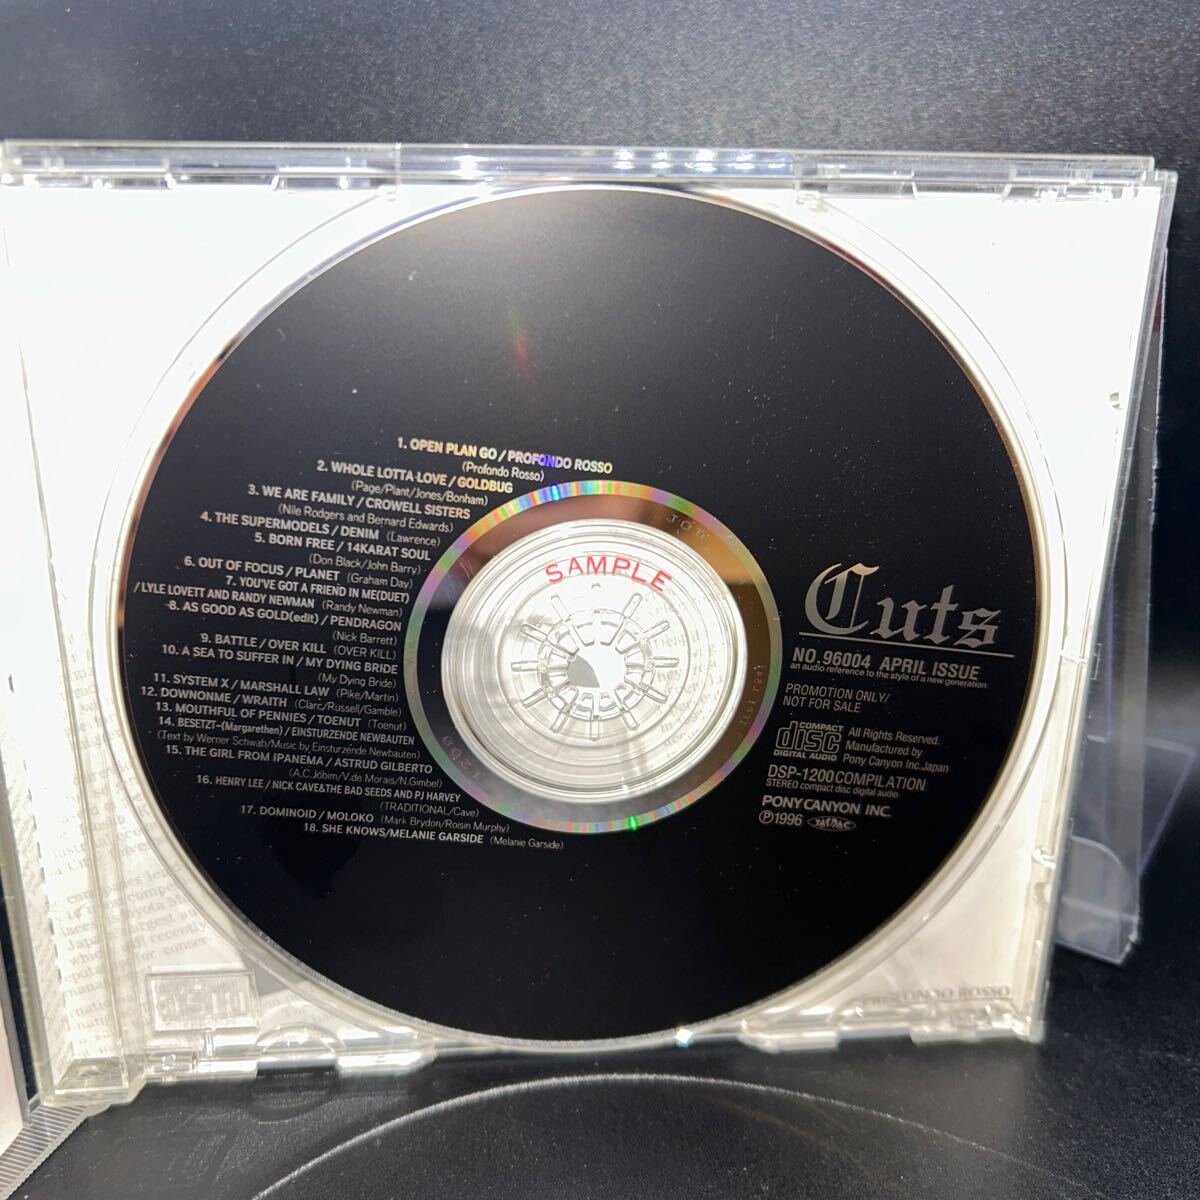 1. OPEN PLAN GO / PROFONDO ROSSO
(Profondo Rosso)
2. WHOLE LOTTA LOVE / GOLDBUG
(Page/Plant/Jones/Bonham)
3. WE ARE FAMILY / CROWELL SISTERS
(Nile Rodgers and Bernard Edwards)
4. THE SUPERMODELS / DENIM (Lawrence)
5. BORN FREE / 14KARAT SOUL
(Don Black/John Barry)
6. OUT OF FOCUS / PLANET (Graham Day)
7. YOU'VE GOT A FRIEND IN ME(DUET)
/ LYLE LOVETT AND RANDY NEWMAN (Randy Newman)
8. AS GOOD AS GOLD(edit) / PENDRAGON
(Nick Barrett)
9. BATTLE / OVER KILL (OVER KILL)
10. A SEA TO SUFFER IN / MY DYING BRIDE
(My Dying Bride)
11. SYSTEM X / MARSHALL LAW (Pike/Martin)
12. DOWNONME / WRAITH (Clarc/Russell/Gamble)
13. MOUTHFUL OF PENNIES / TOENUT (Toenut)
14. BESETZT-(Margarethen) / EINSTURZENDE NEWBAUTEN
(Text by Werner Schwab/Music by Einsturzende Newbauten)
15. THE GIRL FROM IPANEMA / ASTRUD GILBERTO
(A.C.Jobim/V.de Morais/N.Gimbel)
16. HENRY LEE / NICK CAVE&THE BAD SEEDS AND PJ HARVEY
(TRADITIONAL/Cave)
17. DOMINOID / MOLOKO (Mark Brydon/Roisin Murphy)
18. SHE KNOWS/MELANIE GARSIDE (Melanie Garside)
SAMPLE
Cuts
NO.96004 APRIL ISSUE
an audio reference to the style of a new generation
PROMOTION ONLY/
NOT FOR SALE
COMPACT
disc
DIGITAL AUDIO
All Rights Reserved.
Manufactured by
Pony Canyon Inc.Japan
DSP-1200COMPILATION
STEREO compact disc digital audio
PONY CANYON INC.
Ⓟ1996 JASRAC
PROFONDO ROSSO